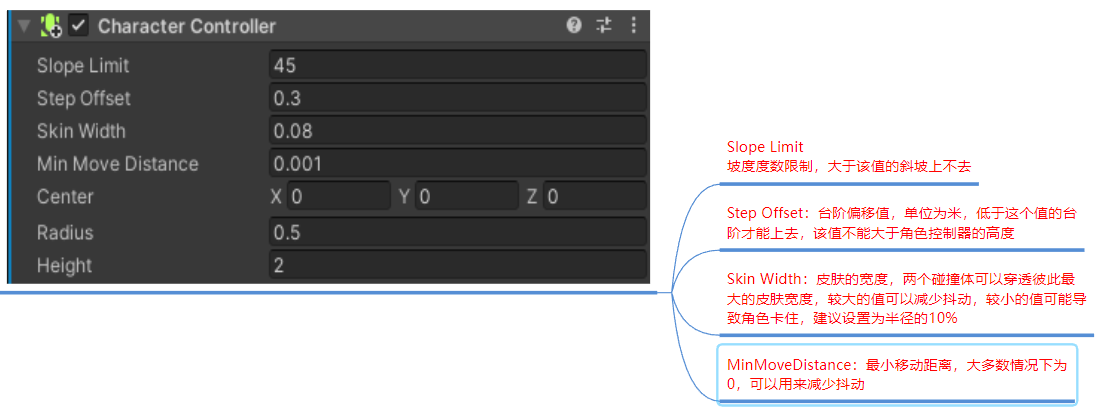 Character Controller
Slope Limit 45
Step Offset 0.3
Skin Width 0.08
Min Move Distance 0.001
Center X 0 Y 0 Z 0
Radius 0.5
Height 2
Slope Limit
坡度度数限制，大于该值的斜坡上不去
Step Offset：台阶偏移值，单位为米，低于这个值的台
阶才能上去，该值不能大于角色控制器的高度
Skin Width：皮肤的宽度，两个碰撞体可以穿透彼此最
大的皮肤宽度，较大的值可以减少抖动，较小的值可能导
致角色卡住，建议设置为半径的10%
MinMoveDistance：最小移动距离，大多数情况下为
0，可以用来减少抖动